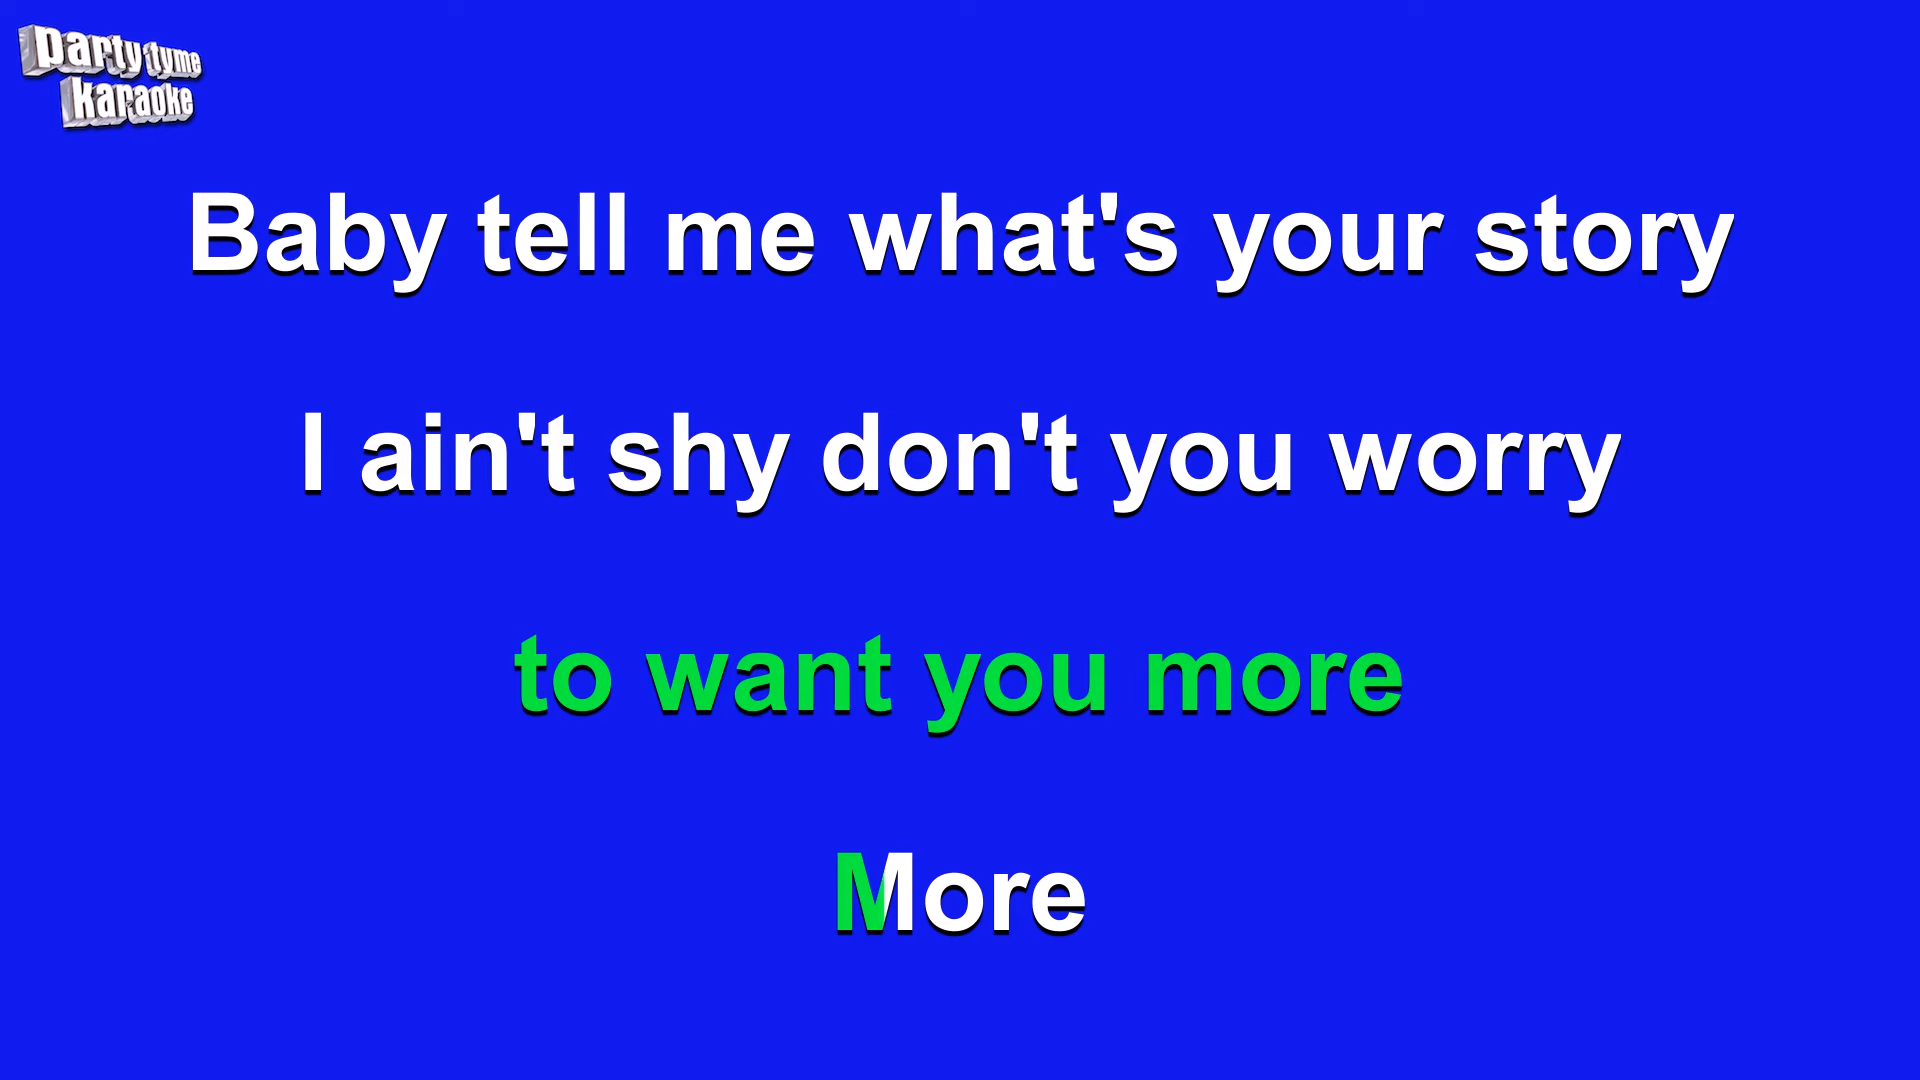 party tyme
karaoke
Baby tell me what's your story
I ain't shy don't you worry
to want you more
More